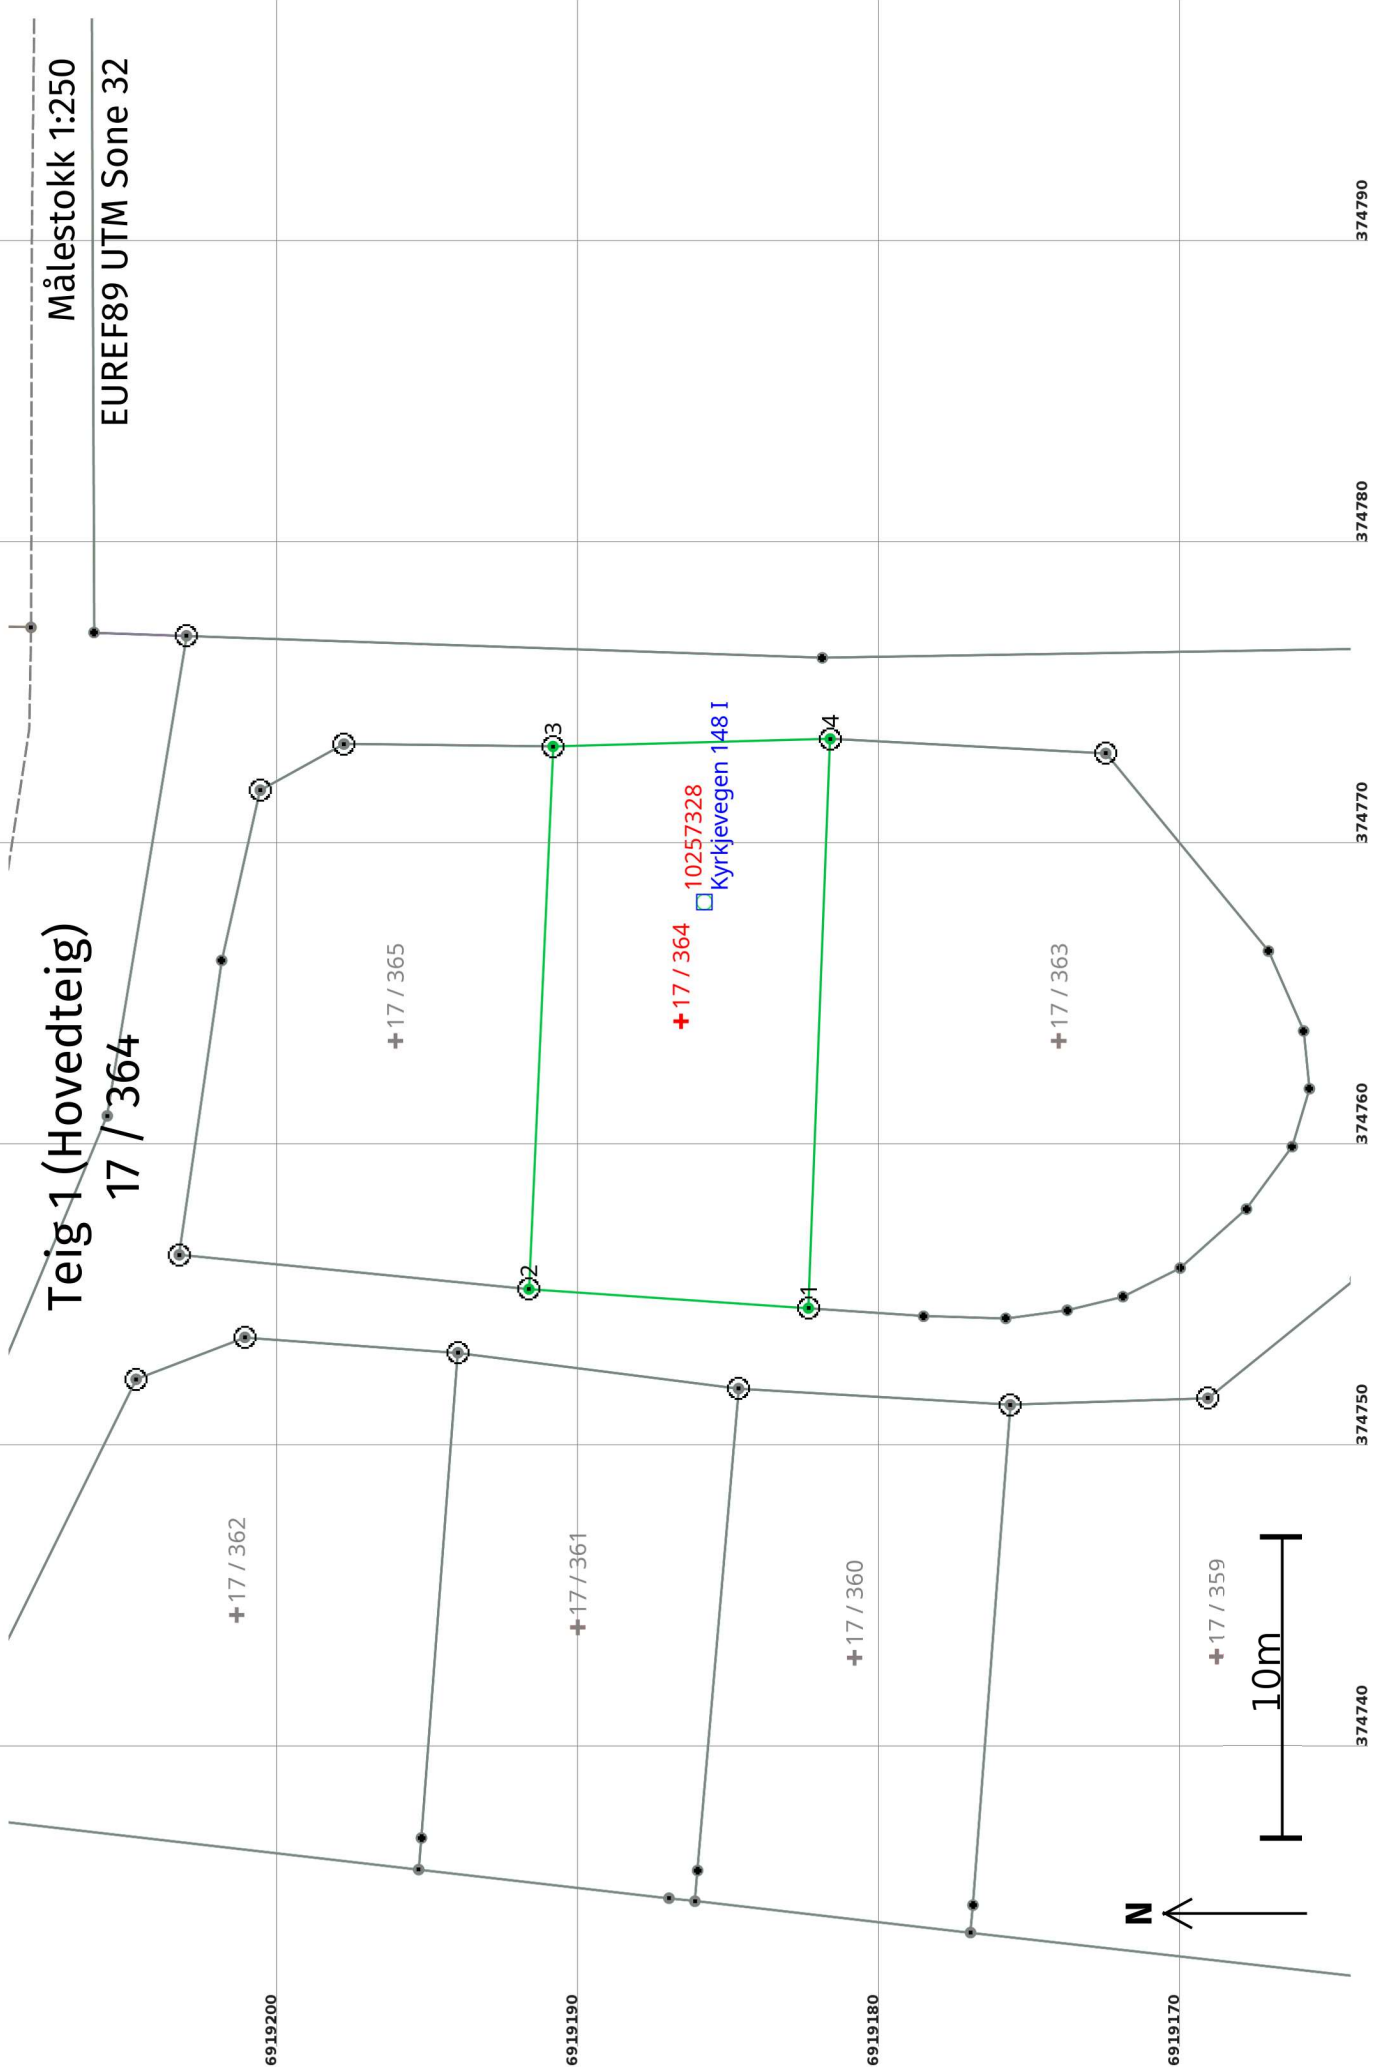 Teig 1 (Hovedteig)
17 / 364
Målestokk 1:250
EUREF89 UTM Sone 32
6919200
6919190
6919180
6919170
17 / 362
17 / 365
17 / 361
17 / 364
10257328
Kyrkjevegen 148 I
2
3
1
4
17 / 360
17 / 363
17 / 359
N
10m
374740
374750
374760
374770
374780
374790